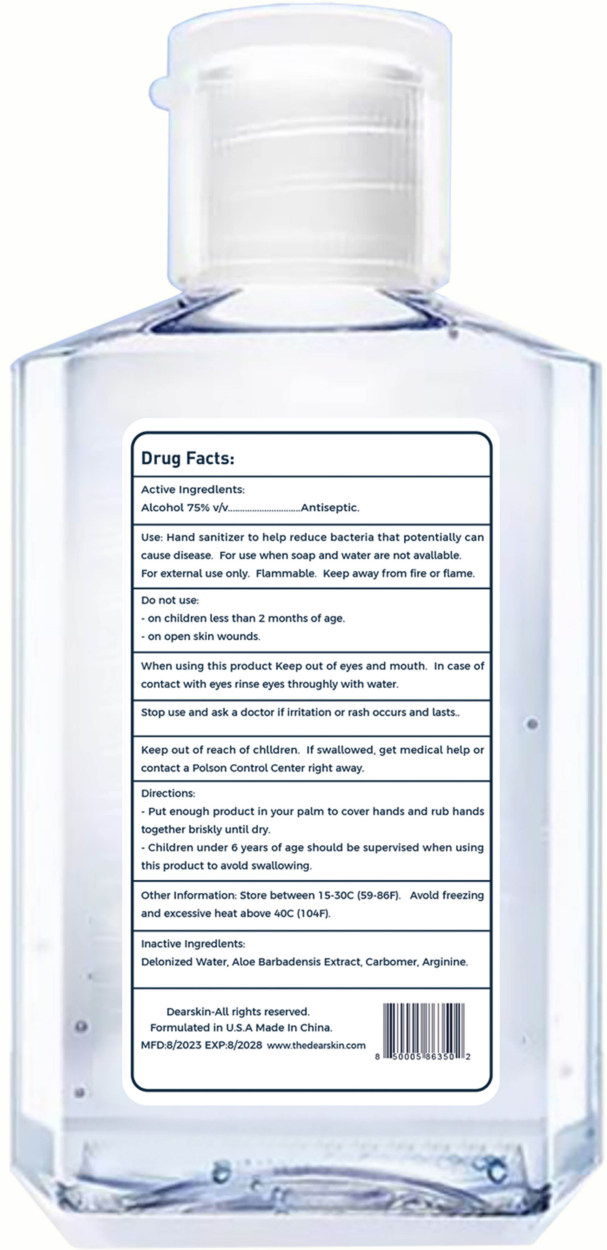 Drug Facts:
Active Ingredlents:
Alcohol 75% v/v..............................Antiseptic.
Use: Hand sanitizer to help reduce bacteria that potentially can
cause disease. For use when soap and water are not avallable.
For external use only. Flammable. Keep away from fire or flame.
Do not use:
- on children less than 2 months of age.
- on open skin wounds.
When using this product Keep out of eyes and mouth. In case of
contact with eyes rinse eyes throughly with water.
Stop use and ask a doctor if irritation or rash occurs and lasts..
Keep out of reach of chlldren. If swallowed, get medical help or
contact a Polson Control Center right away.
Directions:
- Put enough product in your palm to cover hands and rub hands
together briskly until dry.
- Children under 6 years of age should be supervised when using
this product to avoid swallowing.
Other Information: Store between 15-30C (59-86F). Avoid freezing
and excessive heat above 40C (104F).
Inactive Ingredlents:
Delonized Water, Aloe Barbadensis Extract, Carbomer, Arginine.
Dearskin-All rights reserved.
Formulated in U.S.A Made In China.
MFD:8/2023 EXP:8/2028 www.thedearskin.com
8 50005 86350 2